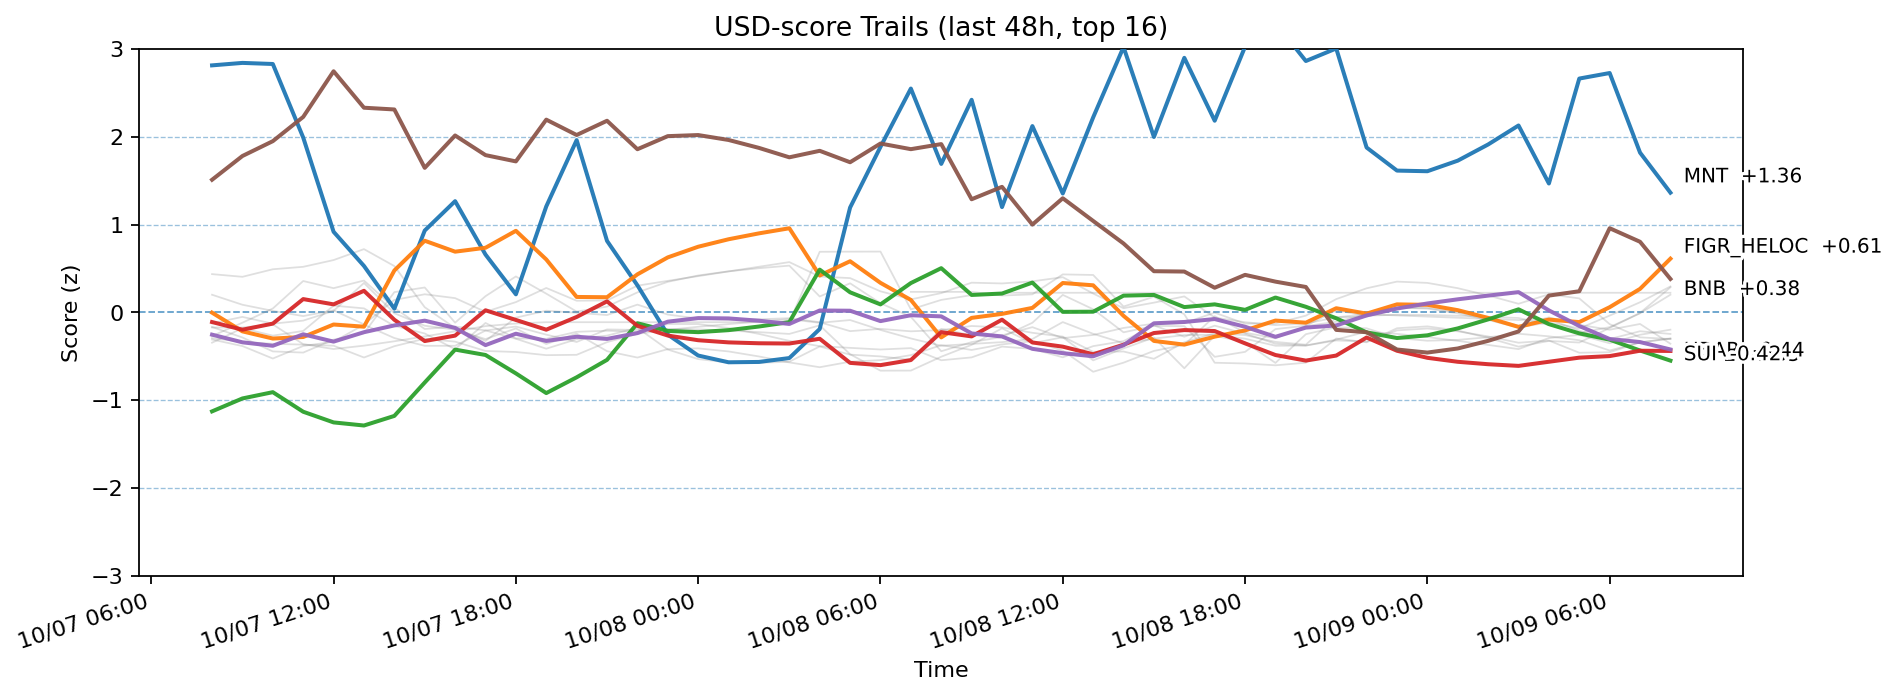 USD-score Trails (last 48h, top 16)
Score (z)
3
2
1
0
−1
−2
−3
MNT +1.36
FIGR_HELOC +0.61
BNB +0.38
SUI
10/07 06:00
10/07 12:00
10/07 18:00
10/08 00:00
10/08 06:00
10/08 12:00
10/08 18:00
10/09 00:00
10/09 06:00
Time